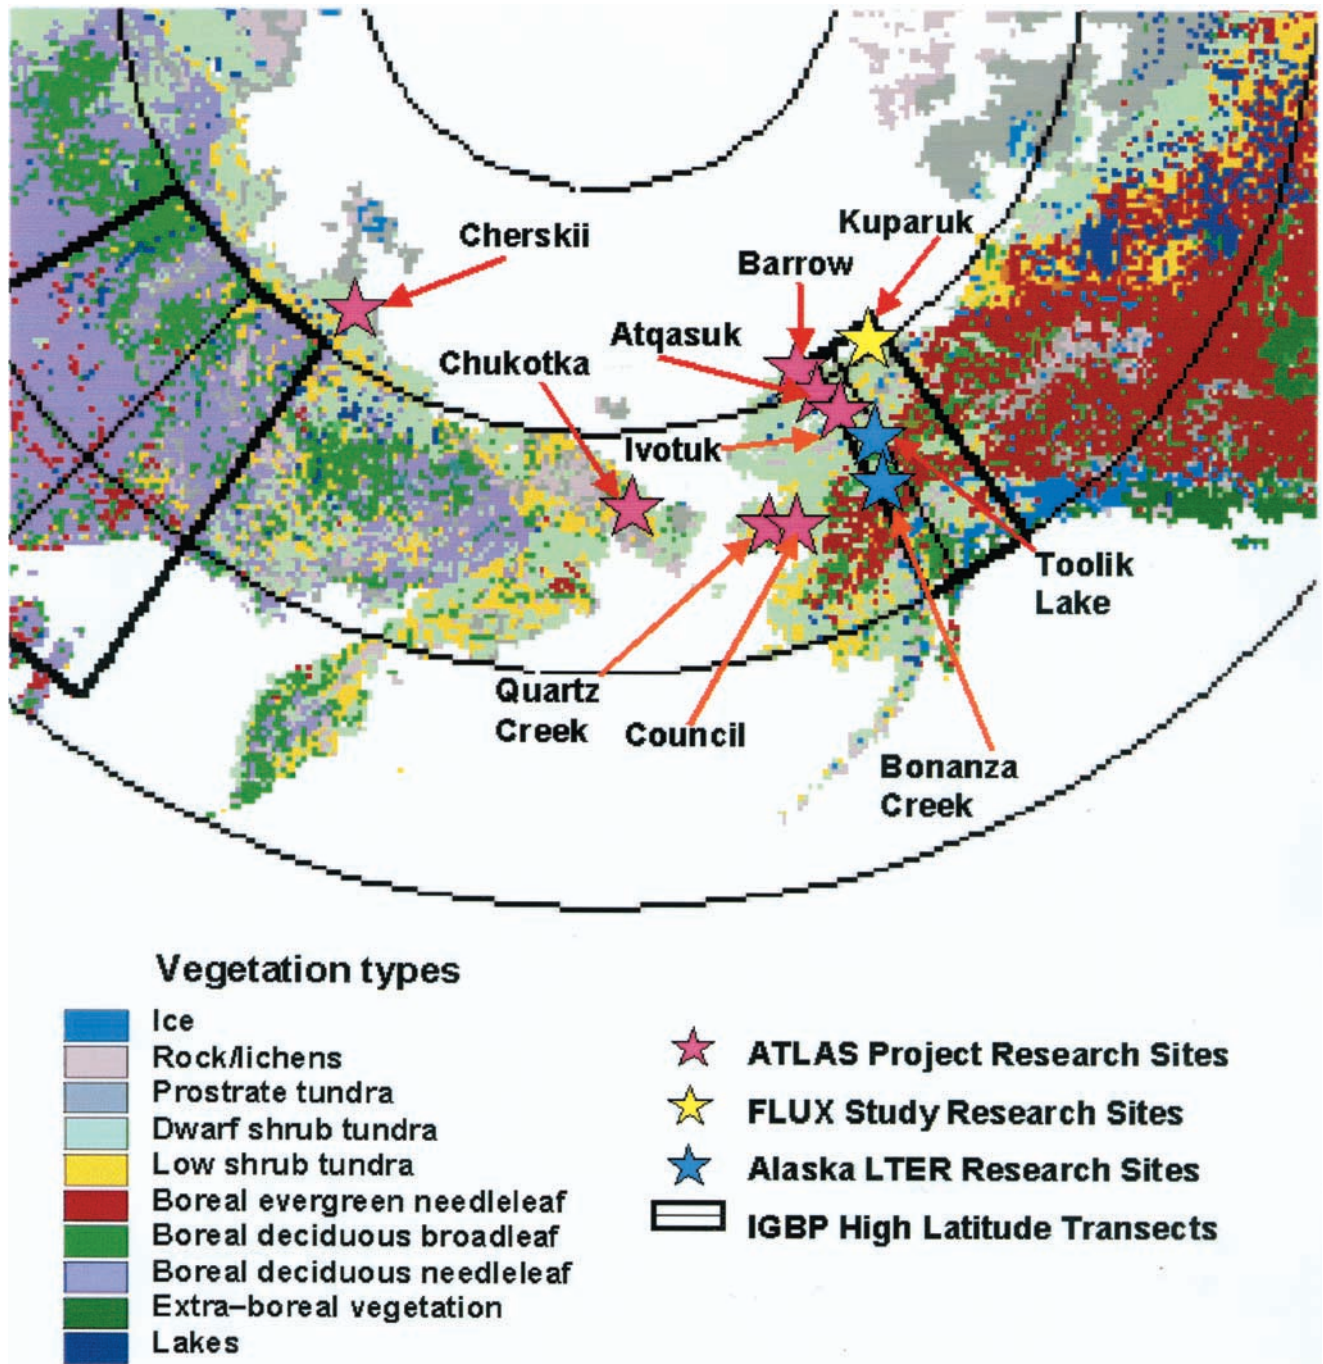 Cherskii
Kuparuk
Barrow
Atqasuk
Chukotka
Ivotuk
Toolik
Lake
Quartz
Creek
Council
Bonanza
Creek
Vegetation types
Ice
Rock/lichens
Prostrate tundra
Dwarf shrub tundra
Low shrub tundra
Boreal evergreen needleleaf
Boreal deciduous broadleaf
Boreal deciduous needleleaf
Extra–boreal vegetation
Lakes
ATLAS Project Research Sites
FLUX Study Research Sites
Alaska LTER Research Sites
IGBP High Latitude Transects